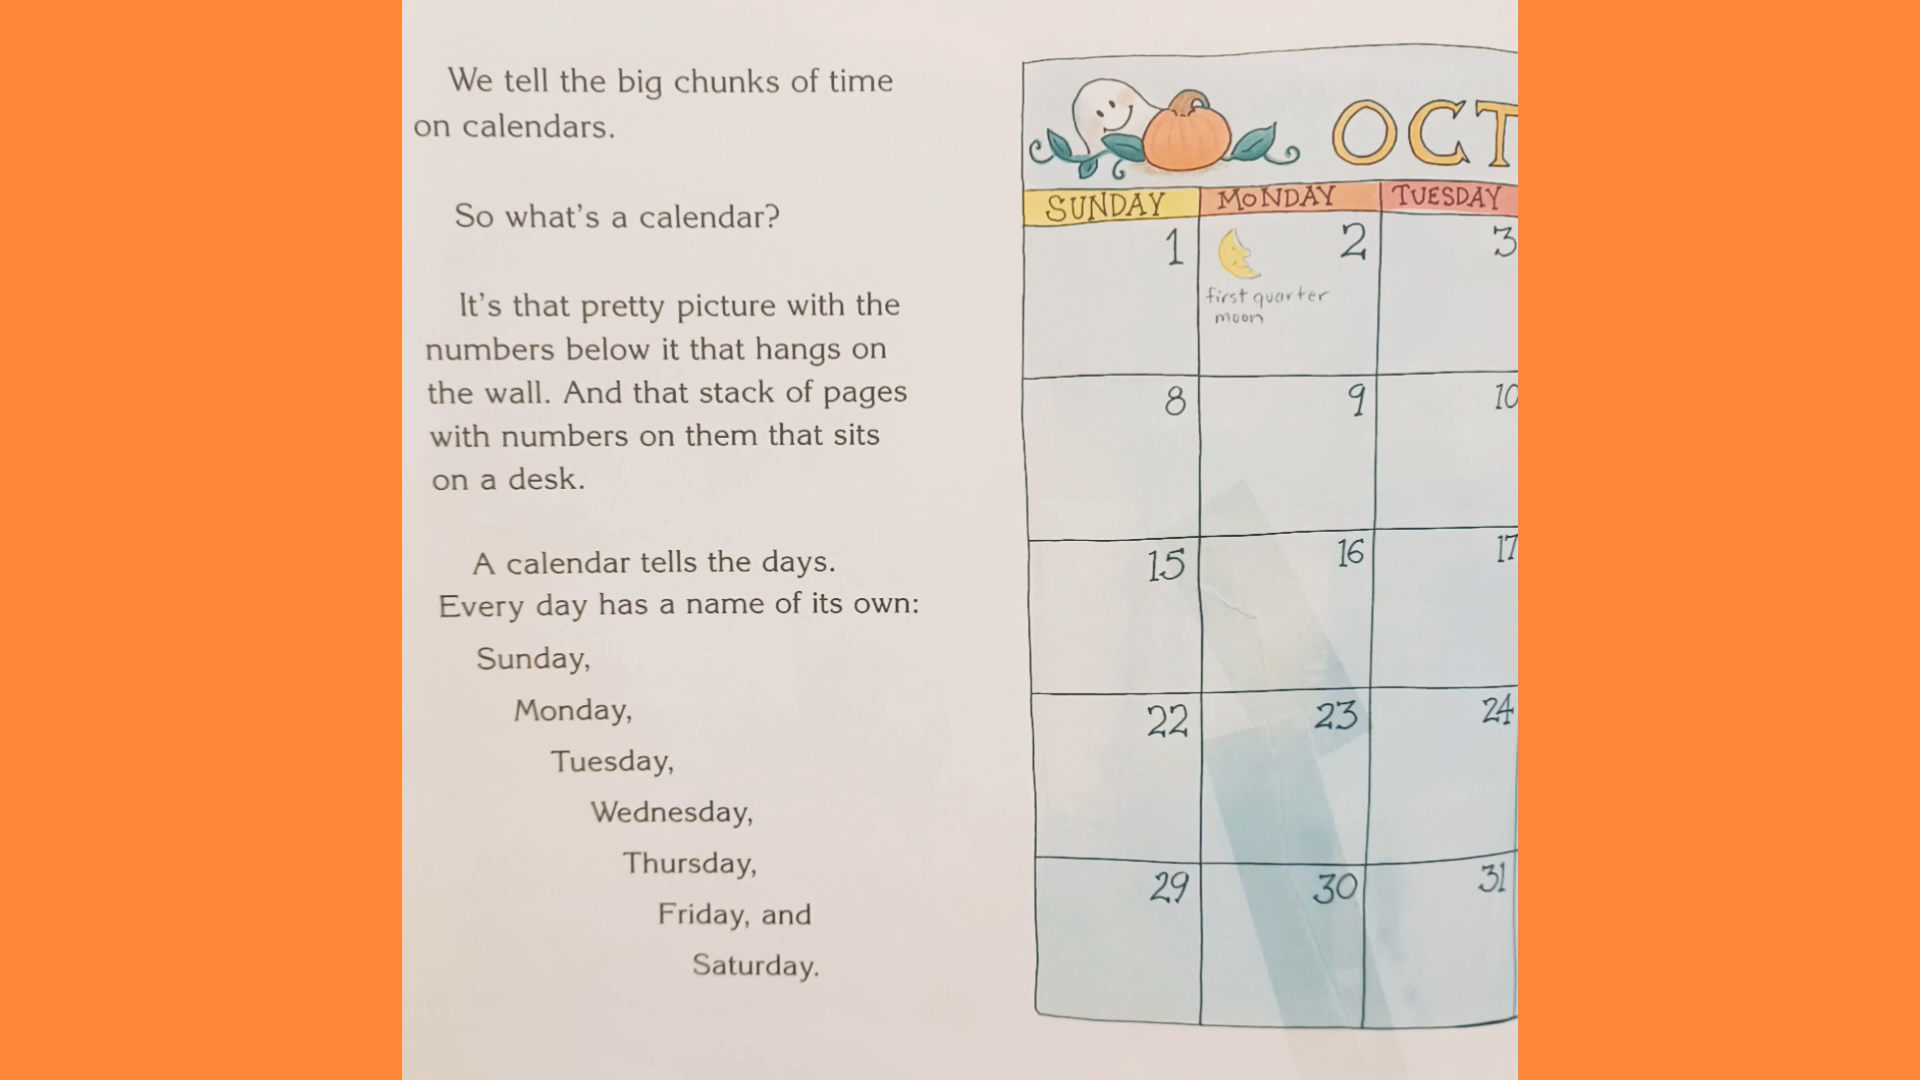 We tell the big chunks of time
on calendars.
So what's a calendar?
It's that pretty picture with the
numbers below it that hangs on
the wall. And that stack of pages
with numbers on them that sits
on a desk.
A calendar tells the days.
Every day has a name of its own:
Sunday,
Monday,
Tuesday,
Wednesday,
Thursday,
Friday, and
Saturday.
OCT
SUNDAY MONDAY TUESDAY
1 2 3
first quarter
moon
8 9 10
15 16 17
22 23 24
29 30 31